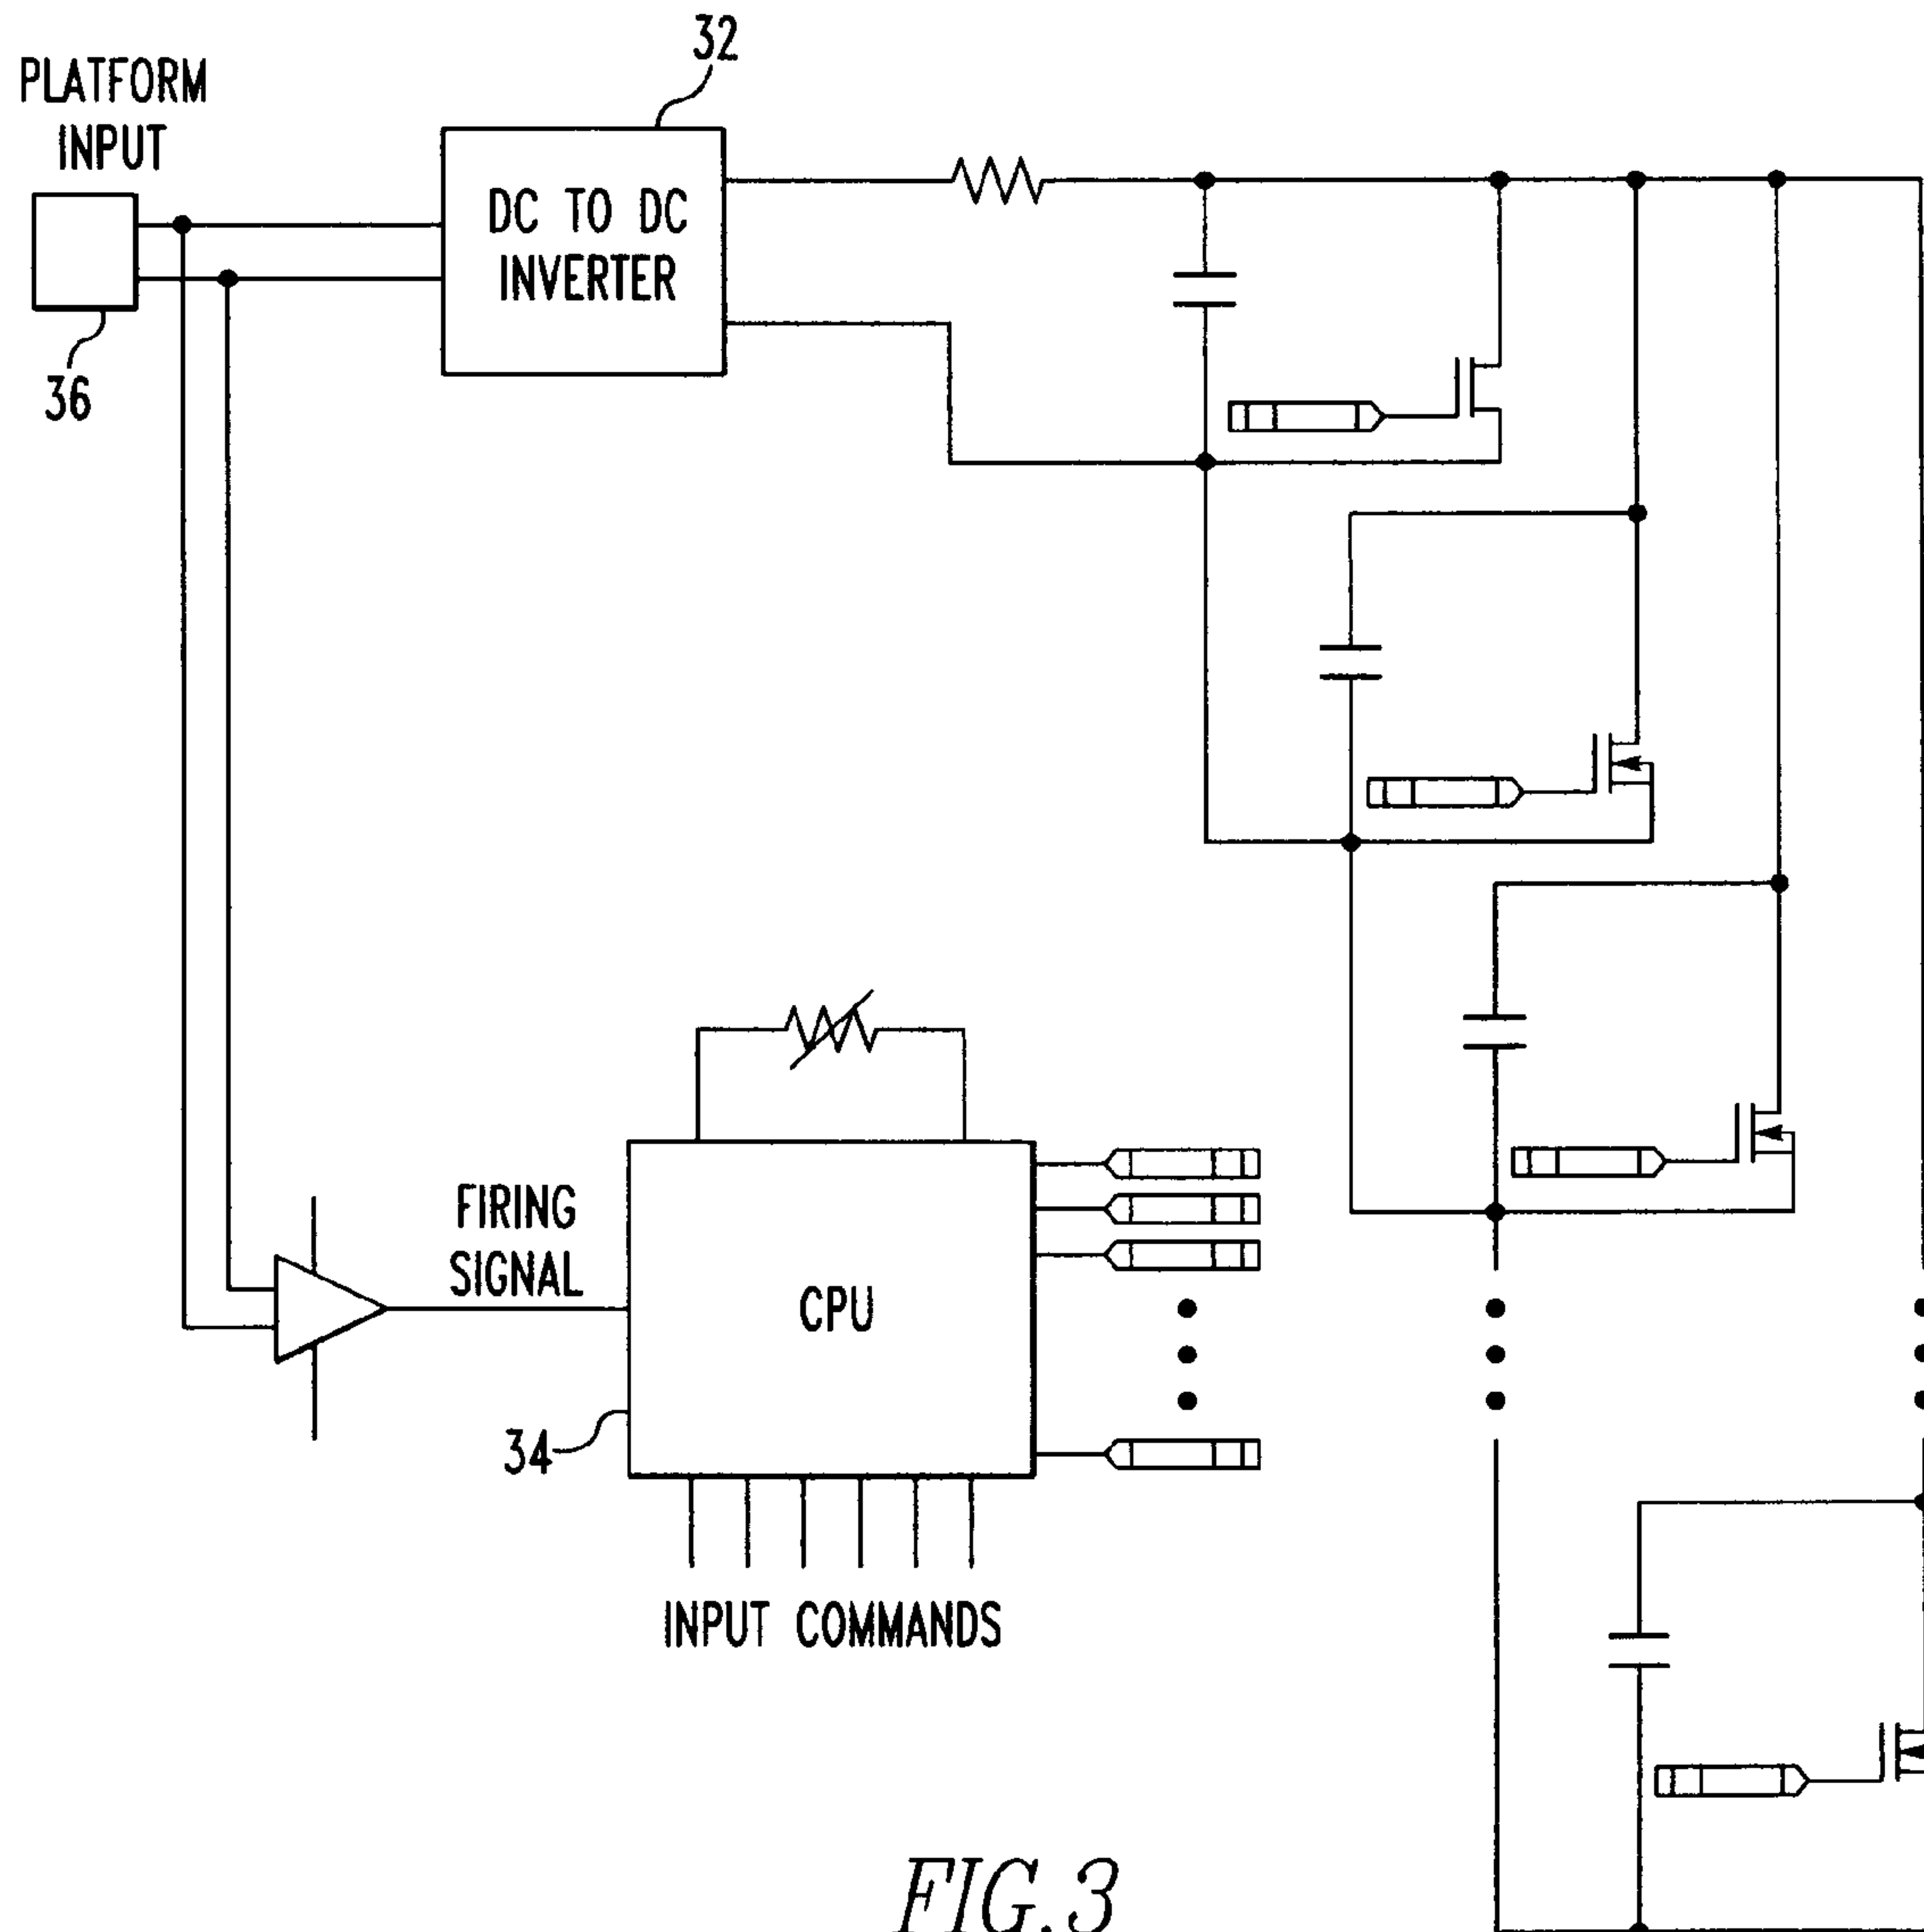 32
PLATFORM
INPUT
DC TO DC
INVERTER
36
FIRING
SIGNAL
CPU
34
INPUT COMMANDS
FIG.3